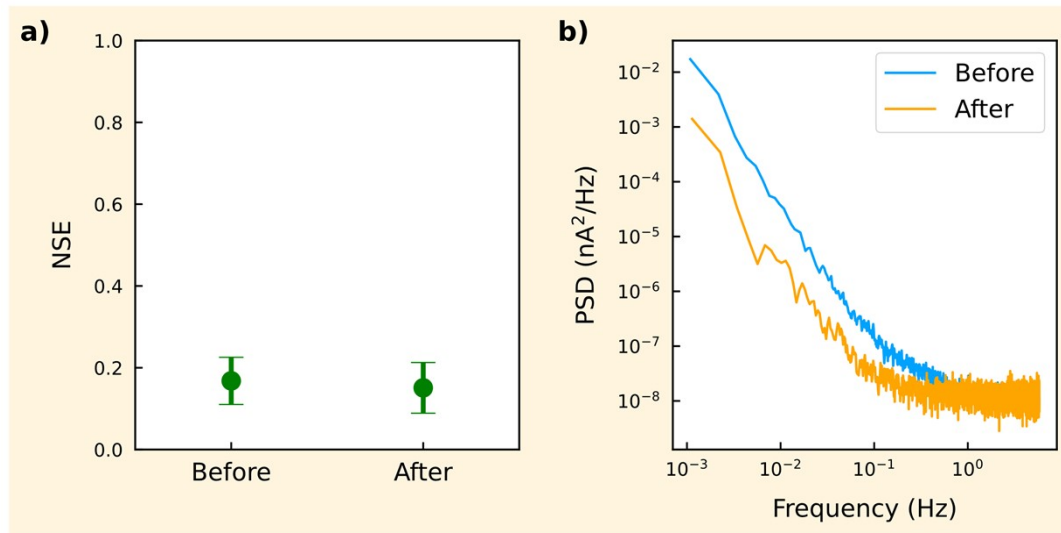 a)
NSE
1.0
0.8
0.6
0.4
0.2
0.0
Before
After
b)
PSD (nA²/Hz)
10⁻²
10⁻³
10⁻⁴
10⁻⁵
10⁻⁶
10⁻⁷
10⁻⁸
Before
After
10⁻³ 10⁻² 10⁻¹ 10⁰
Frequency (Hz)